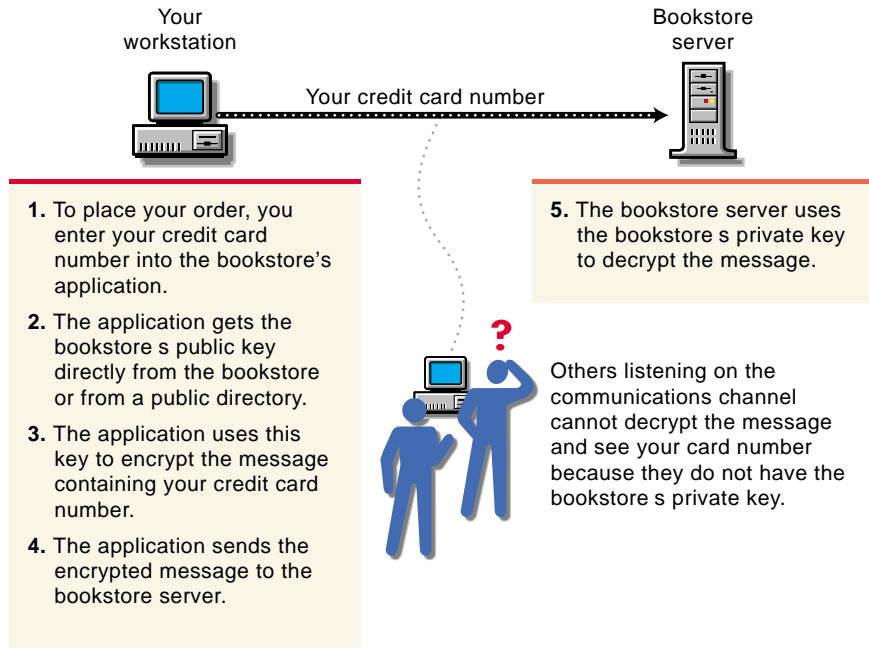 Your
workstation
Bookstore
server
Your credit card number
1. To place your order, you
enter your credit card
number into the bookstore's
application.
2. The application gets the
bookstore s public key
directly from the bookstore
or from a public directory.
3. The application uses this
key to encrypt the message
containing your credit card
number.
4. The application sends the
encrypted message to the
bookstore server.
5. The bookstore server uses
the bookstore s private key
to decrypt the message.
?
Others listening on the
communications channel
cannot decrypt the message
and see your card number
because they do not have the
bookstore s private key.